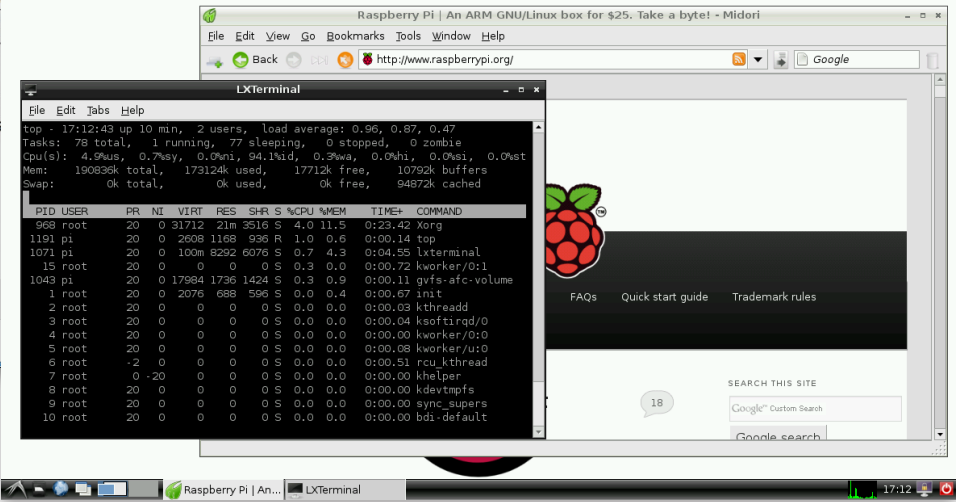 Raspberry Pi | An ARM GNU/Linux box for $25. Take a byte! - Midori
File Edit View Go Bookmarks Tools Window Help
Back http://www.raspberrypi.org/ Google
LXTerminal
File Edit Tabs Help
top - 17:12:43 up 10 min, 2 users, load average: 0.96, 0.87, 0.47
Tasks: 78 total, 1 running, 77 sleeping, 0 stopped, 0 zombie
Cpu(s): 4.9%us, 0.7%sy, 0.0%ni, 94.1%id, 0.3%wa, 0.0%hi, 0.0%si, 0.0%st
Mem: 190836k total, 173124k used, 17712k free, 10792k buffers
Swap: 0k total, 0k used, 0k free, 94872k cached
PID USER PR NI VIRT RES SHR S %CPU %MEM TIME+ COMMAND
968 root 20 0 31712 21m 3516 S 4.0 11.5 0:23.42 Xorg
1191 pi 20 0 2608 1168 936 R 1.0 0.6 0:00.14 top
1071 pi 20 0 100m 8292 6076 S 0.7 4.3 0:04.55 lxterminal
15 root 20 0 0 0 0 S 0.3 0.0 0:00.72 kworker/0:1
1043 pi 20 0 17984 1736 1424 S 0.3 0.9 0:00.11 gvfs-afc-volume
1 root 20 0 2076 688 596 S 0.0 0.4 0:00.67 init
2 root 20 0 0 0 0 S 0.0 0.0 0:00.03 kthreadd
3 root 20 0 0 0 0 S 0.0 0.0 0:00.04 ksoftirqd/0
4 root 20 0 0 0 0 S 0.0 0.0 0:00.00 kworker/0:0
5 root 20 0 0 0 0 S 0.0 0.0 0:00.08 kworker/u:0
6 root -2 0 0 0 0 S 0.0 0.0 0:00.51 rcu_kthread
7 root 0 -20 0 0 0 S 0.0 0.0 0:00.00 khelper
8 root 20 0 0 0 0 S 0.0 0.0 0:00.00 kdevtmpfs
9 root 20 0 0 0 0 S 0.0 0.0 0:00.00 sync_supers
10 root 20 0 0 0 0 S 0.0 0.0 0:00.00 bdi-default
TM
FAQs Quick start guide Trademark rules
18
SEARCH THIS SITE
Google™ Custom Search
Google search
Raspberry Pi | An... LXTerminal 17:12